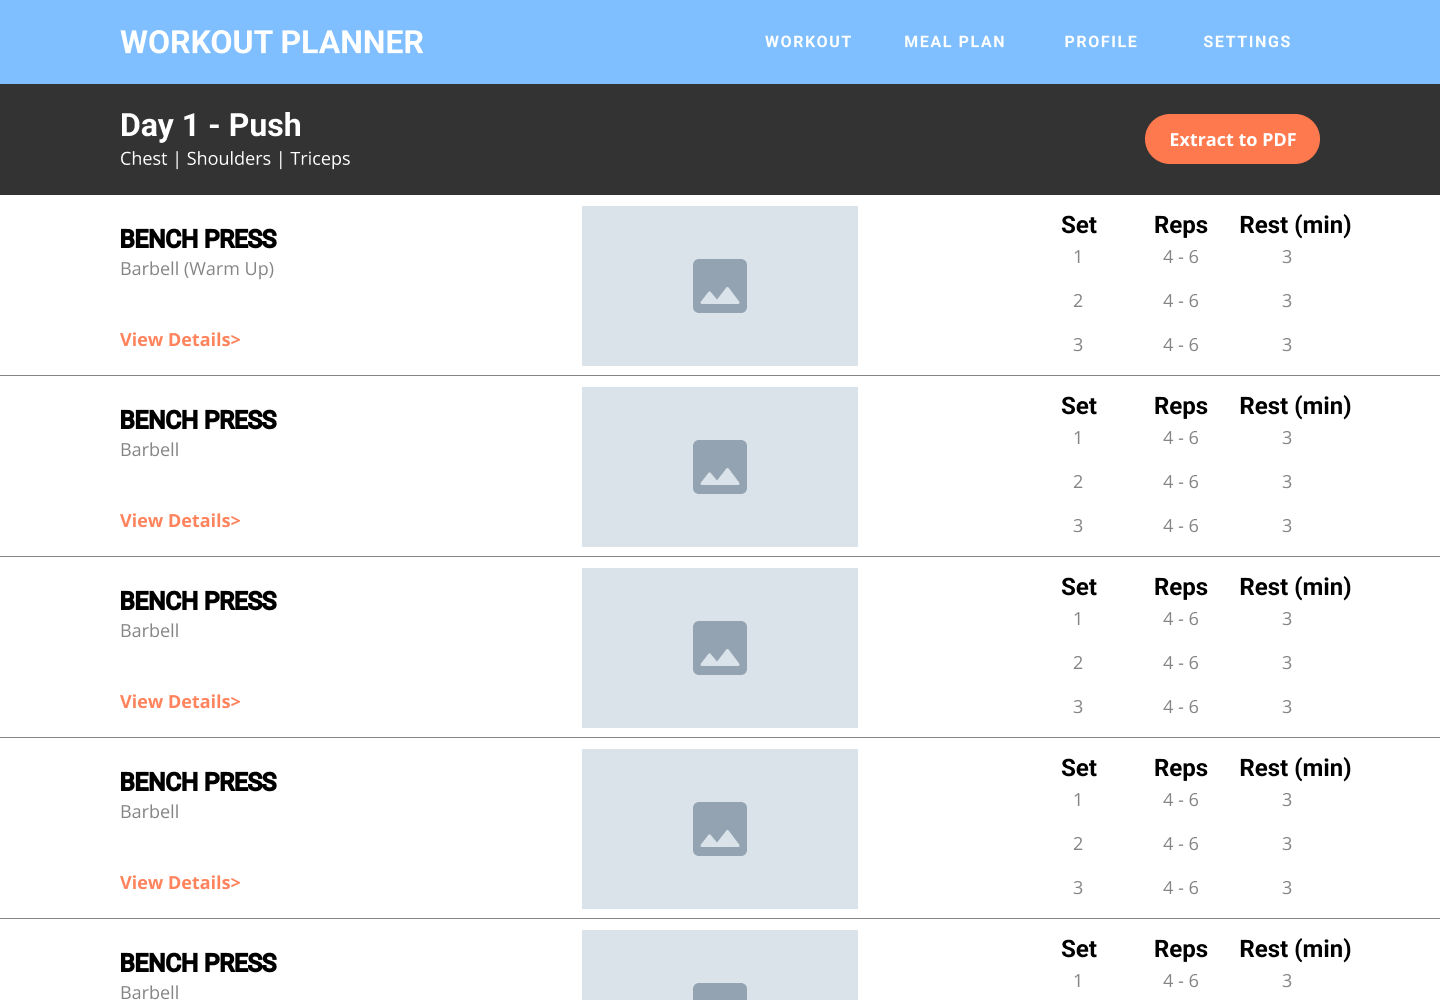 WORKOUT PLANNER
WORKOUT MEAL PLAN PROFILE SETTINGS
Day 1 - Push
Chest | Shoulders | Triceps
Extract to PDF
BENCH PRESS
Barbell (Warm Up)
View Details>
Set Reps Rest (min)
1 4 - 6 3
2 4 - 6 3
3 4 - 6 3
BENCH PRESS
Barbell
View Details>
Set Reps Rest (min)
1 4 - 6 3
2 4 - 6 3
3 4 - 6 3
BENCH PRESS
Barbell
View Details>
Set Reps Rest (min)
1 4 - 6 3
2 4 - 6 3
3 4 - 6 3
BENCH PRESS
Barbell
View Details>
Set Reps Rest (min)
1 4 - 6 3
2 4 - 6 3
3 4 - 6 3
BENCH PRESS
Barbell
Set Reps Rest (min)
1 4 - 6 3